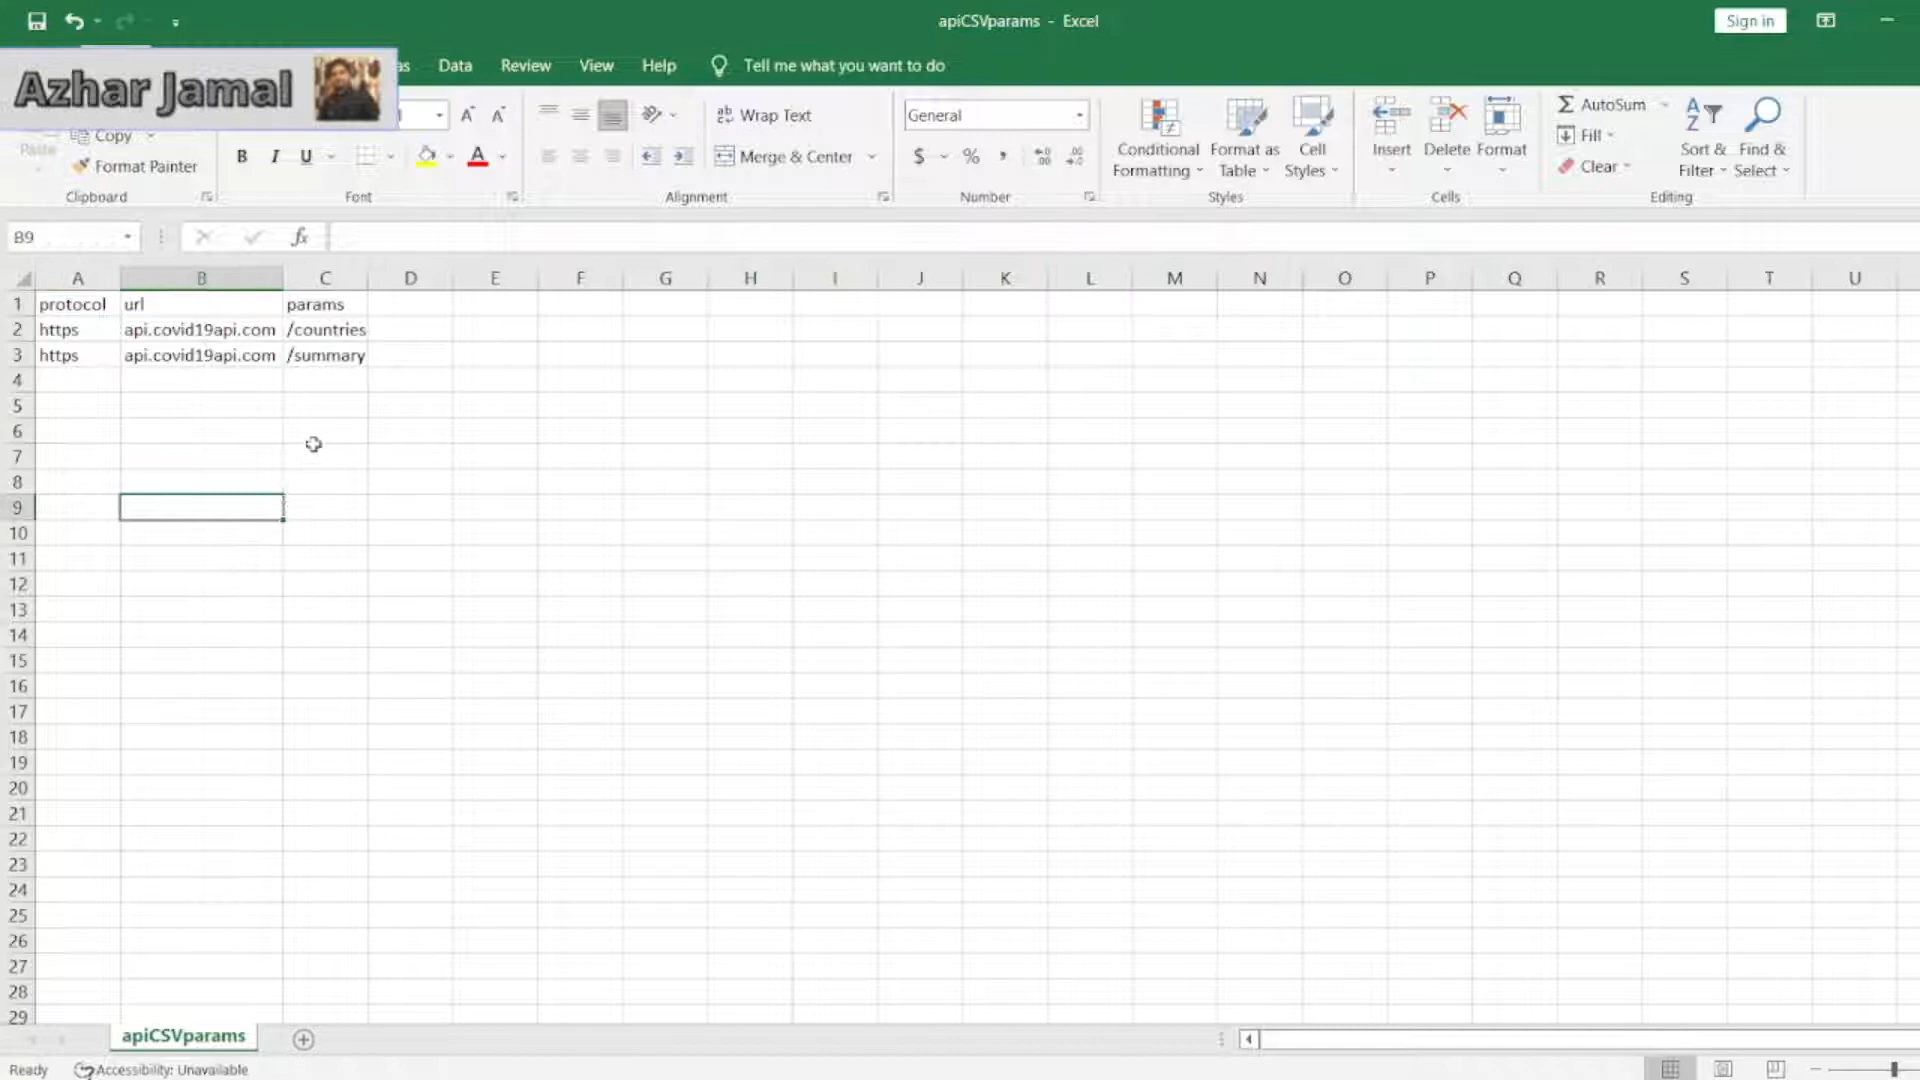 apiCSVparams - Excel
Sign in
Azhar Jamal
as Data Review View Help Tell me what you want to do
Paste
Copy
Format Painter
Clipboard
B I U A
Font
Wrap Text
Merge & Center
Alignment
General
$ % ,
Number
Conditional Formatting
Format as Table
Cell Styles
Styles
Insert Delete Format
Cells
AutoSum
Fill
Clear
Sort & Filter
Find & Select
Editing
B9 fx
A B C D E F G H I J K L M N O P Q R S T U
1 protocol url params
2 https api.covid19api.com /countries
3 https api.covid19api.com /summary
4
5
6
7
8
9
10
11
12
13
14
15
16
17
18
19
20
21
22
23
24
25
26
27
28
29
apiCSVparams
Ready Accessibility: Unavailable